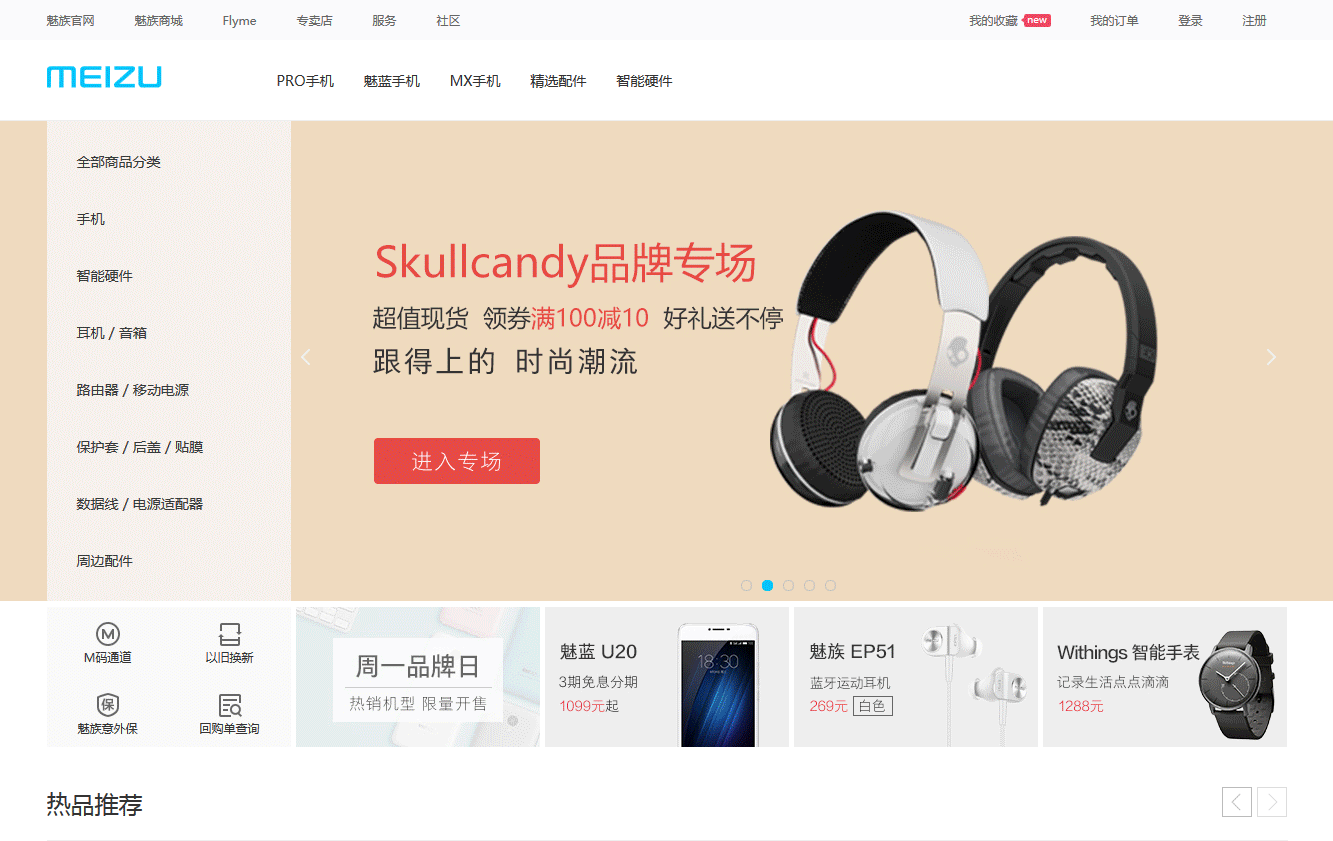 魅族官网 魅族商城 Flyme 专卖店 服务 社区 我的收藏 new 我的订单 登录 注册
MEIZU PRO手机 魅蓝手机 MX手机 精选配件 智能硬件
全部商品分类
手机
智能硬件
耳机 / 音箱
路由器 / 移动电源
保护套 / 后盖 / 贴膜
数据线 / 电源适配器
周边配件
Skullcandy品牌专场
超值现货 领券满100减10 好礼送不停
跟得上的 时尚潮流
进入专场
M码通道
以旧换新
魅族意外保
回购单查询
周一品牌日
热销机型 限量开售
魅蓝 U20
3期免息分期
1099元起
18:30
魅族 EP51
蓝牙运动耳机
269元 白色
Withings 智能手表
记录生活点点滴滴
1288元
热品推荐